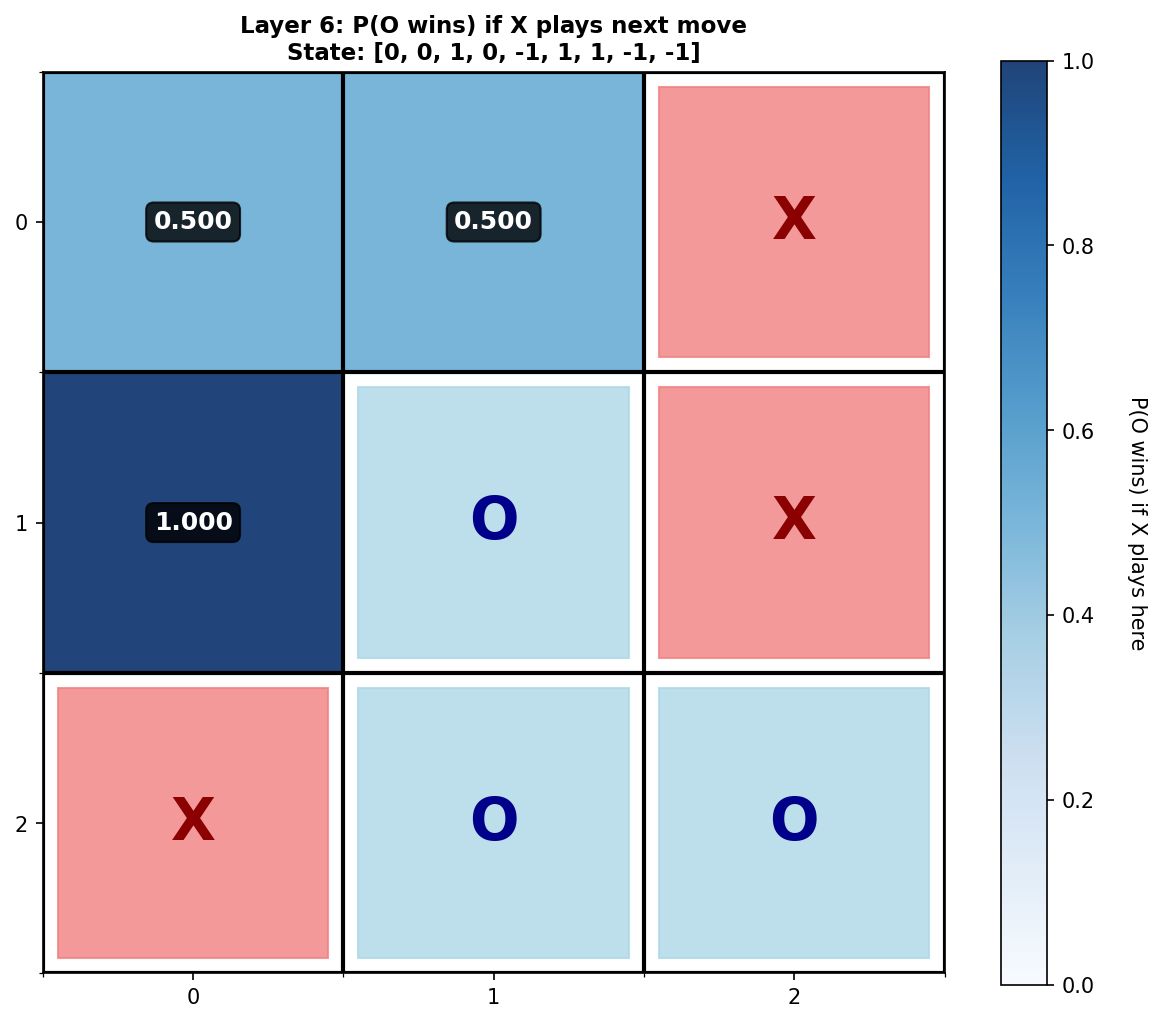 Layer 6: P(O wins) if X plays next move
State: [0, 0, 1, 0, -1, 1, 1, -1, -1]
0.500
0.500
X
1.000
O
X
X
O
O
0
1
2
0
1
2
1.0
0.8
0.6
0.4
0.2
0.0
P(O wins) if X plays here